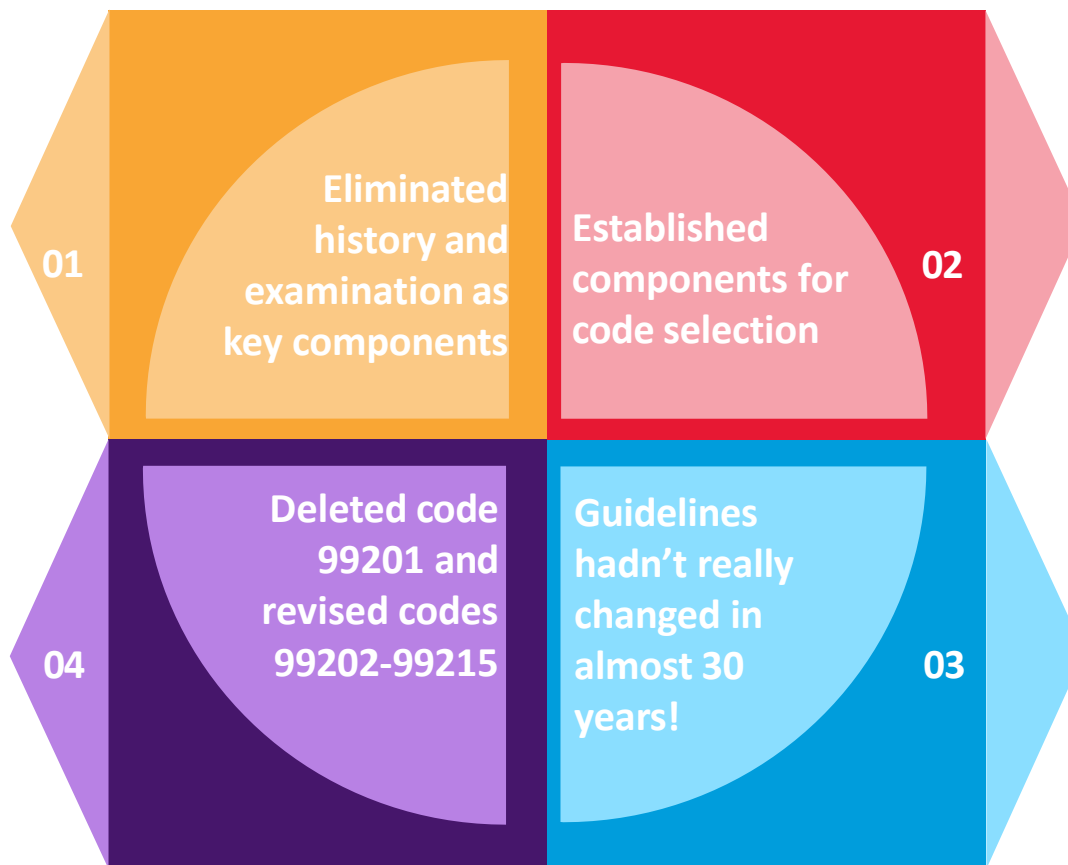 01
Eliminated
history and
examination as
key components
Established
components for
code selection
02
Deleted code
99201 and
revised codes
99202-99215
04
Guidelines
hadn’t really
changed in
almost 30
years!
03